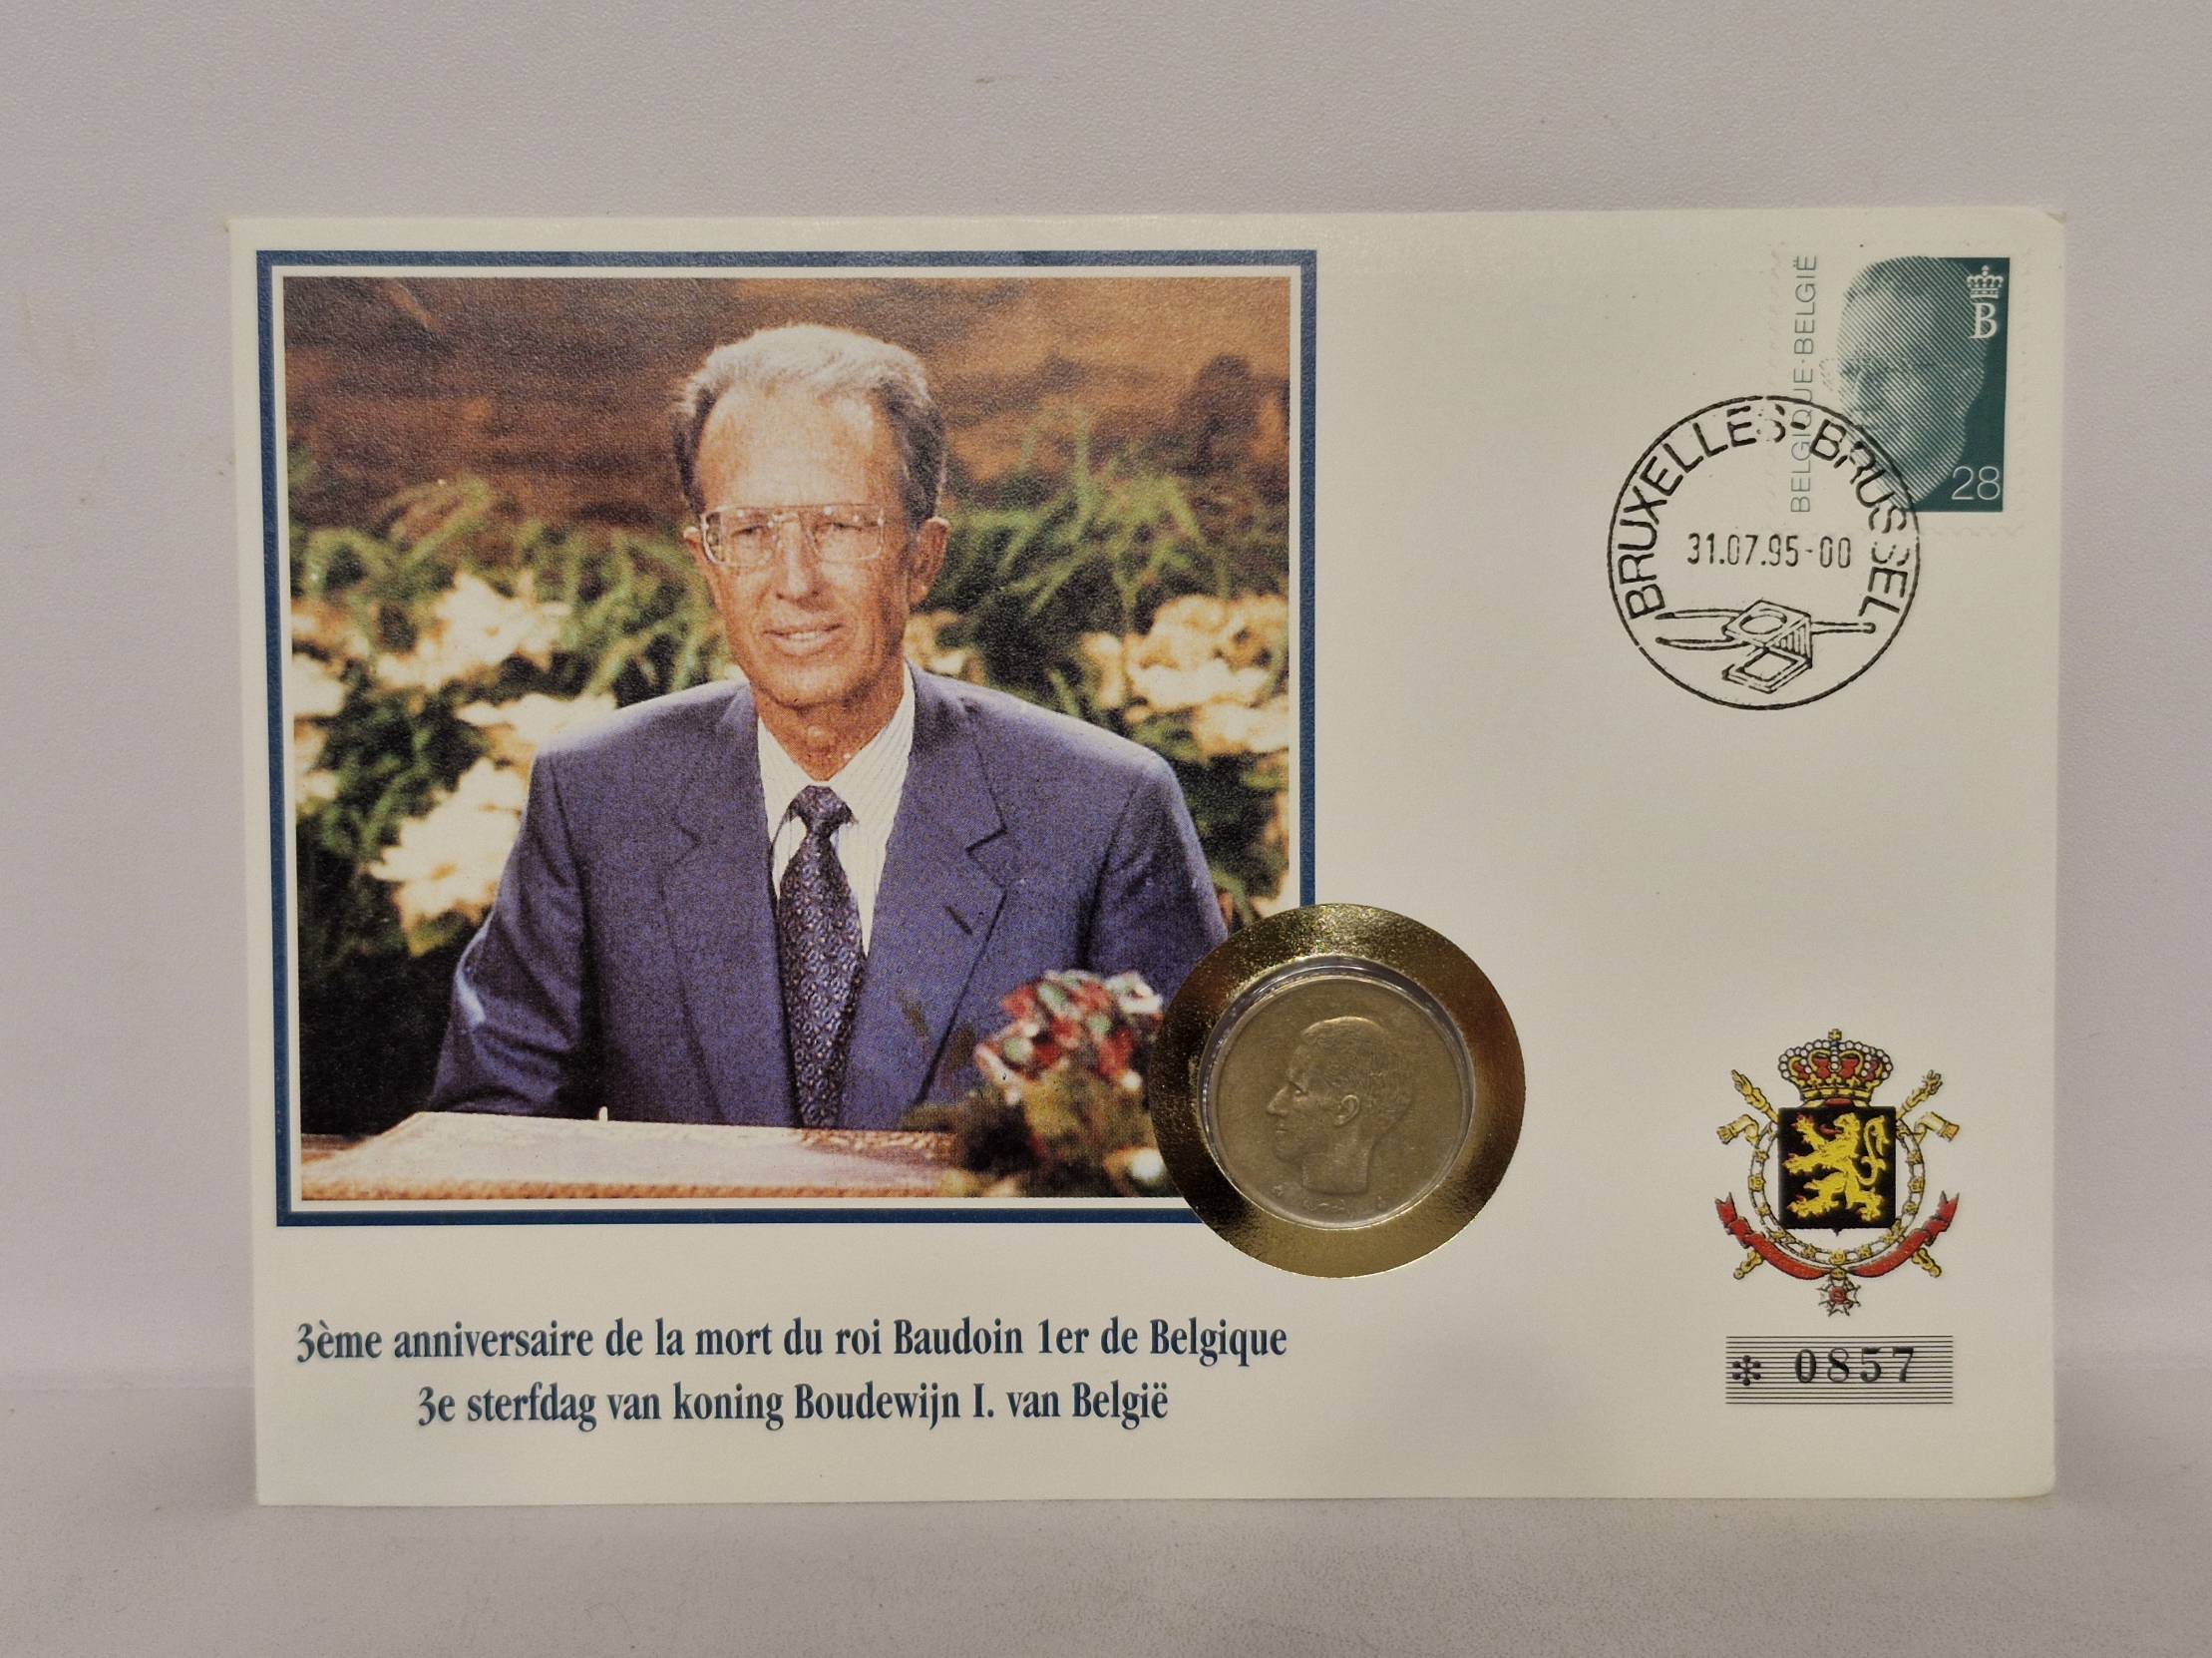 BELGIQUE·BELGIË
B
28
BRUXELLES-BRUSSEL
31.07.95-00
3ème anniversaire de la mort du roi Baudoin 1er de Belgique
3e sterfdag van koning Boudewijn I. van België
* 0857